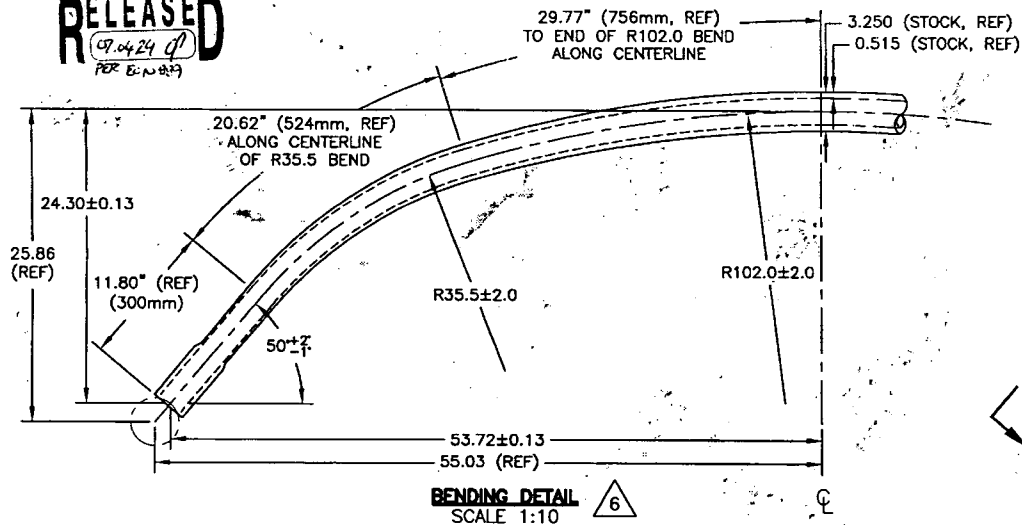 RELEASED
07.04.24
PER
29.77" (756mm, REF)
TO END OF R102.0 BEND
ALONG CENTERLINE
3.250 (STOCK, REF)
0.515 (STOCK, REF)
20.62" (524mm, REF)
ALONG CENTERLINE
OF R35.5 BEND
24.30±0.13
25.86
(REF)
11.80" (REF)
(300mm)
R35.5±2.0
R102.0±2.0
50°+2°
-1°
53.72±0.13
55.03 (REF)
BENDING DETAIL 6
SCALE 1:10
℄